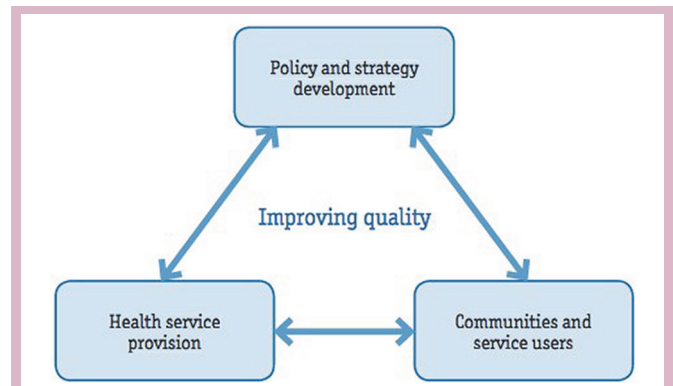 Policy and strategy
development
Improving quality
Health service
provision
Communities and
service users